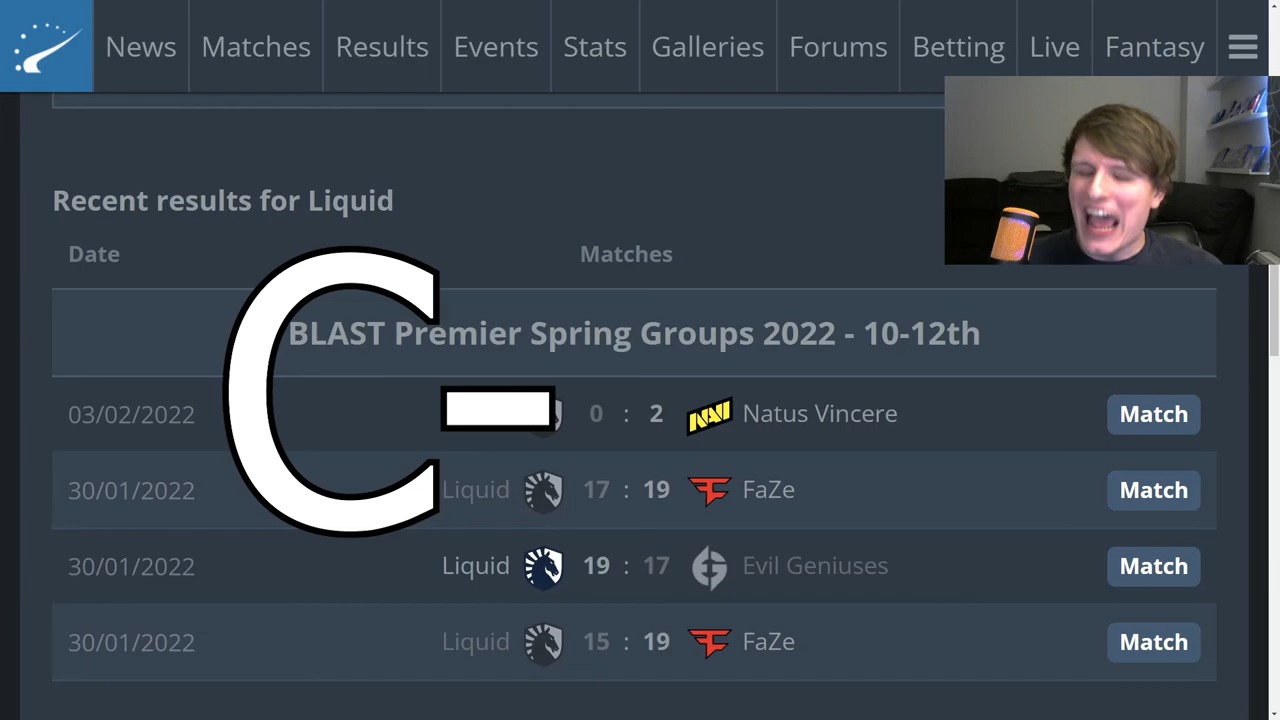 News Matches Results Events Stats Galleries Forums Betting Live Fantasy
Recent results for Liquid
Date Matches
BLAST Premier Spring Groups 2022 - 10-12th
C-
03/02/2022 0 : 2 NAVI Natus Vincere Match
30/01/2022 Liquid 17 : 19 FaZe Match
30/01/2022 Liquid 19 : 17 Evil Geniuses Match
30/01/2022 Liquid 15 : 19 FaZe Match